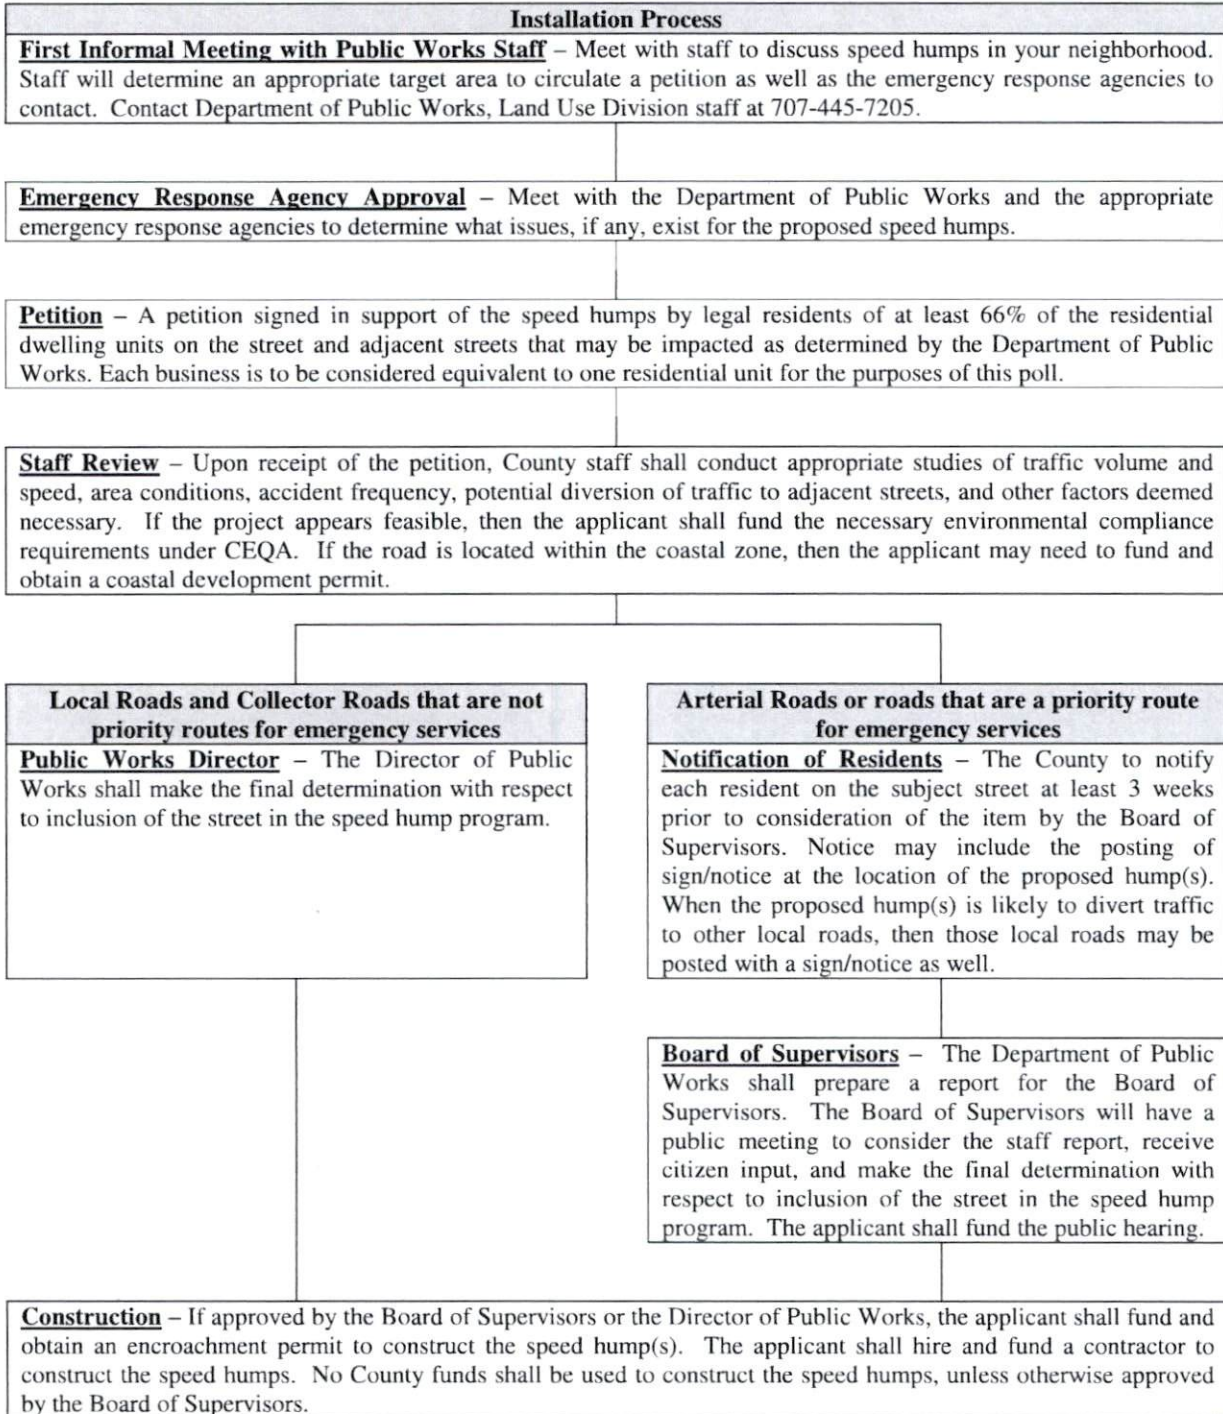 Installation Process
First Informal Meeting with Public Works Staff – Meet with staff to discuss speed humps in your neighborhood.
Staff will determine an appropriate target area to circulate a petition as well as the emergency response agencies to
contact. Contact Department of Public Works, Land Use Division staff at 707-445-7205.
Emergency Response Agency Approval – Meet with the Department of Public Works and the appropriate
emergency response agencies to determine what issues, if any, exist for the proposed speed humps.
Petition – A petition signed in support of the speed humps by legal residents of at least 66% of the residential
dwelling units on the street and adjacent streets that may be impacted as determined by the Department of Public
Works. Each business is to be considered equivalent to one residential unit for the purposes of this poll.
Staff Review – Upon receipt of the petition, County staff shall conduct appropriate studies of traffic volume and
speed, area conditions, accident frequency, potential diversion of traffic to adjacent streets, and other factors deemed
necessary. If the project appears feasible, then the applicant shall fund the necessary environmental compliance
requirements under CEQA. If the road is located within the coastal zone, then the applicant may need to fund and
obtain a coastal development permit.
Local Roads and Collector Roads that are not
priority routes for emergency services
Public Works Director – The Director of Public
Works shall make the final determination with respect
to inclusion of the street in the speed hump program.
Arterial Roads or roads that are a priority route
for emergency services
Notification of Residents – The County to notify
each resident on the subject street at least 3 weeks
prior to consideration of the item by the Board of
Supervisors. Notice may include the posting of
sign/notice at the location of the proposed hump(s).
When the proposed hump(s) is likely to divert traffic
to other local roads, then those local roads may be
posted with a sign/notice as well.
Board of Supervisors – The Department of Public
Works shall prepare a report for the Board of
Supervisors. The Board of Supervisors will have a
public meeting to consider the staff report, receive
citizen input, and make the final determination with
respect to inclusion of the street in the speed hump
program. The applicant shall fund the public hearing.
Construction – If approved by the Board of Supervisors or the Director of Public Works, the applicant shall fund and
obtain an encroachment permit to construct the speed hump(s). The applicant shall hire and fund a contractor to
construct the speed humps. No County funds shall be used to construct the speed humps, unless otherwise approved
by the Board of Supervisors.